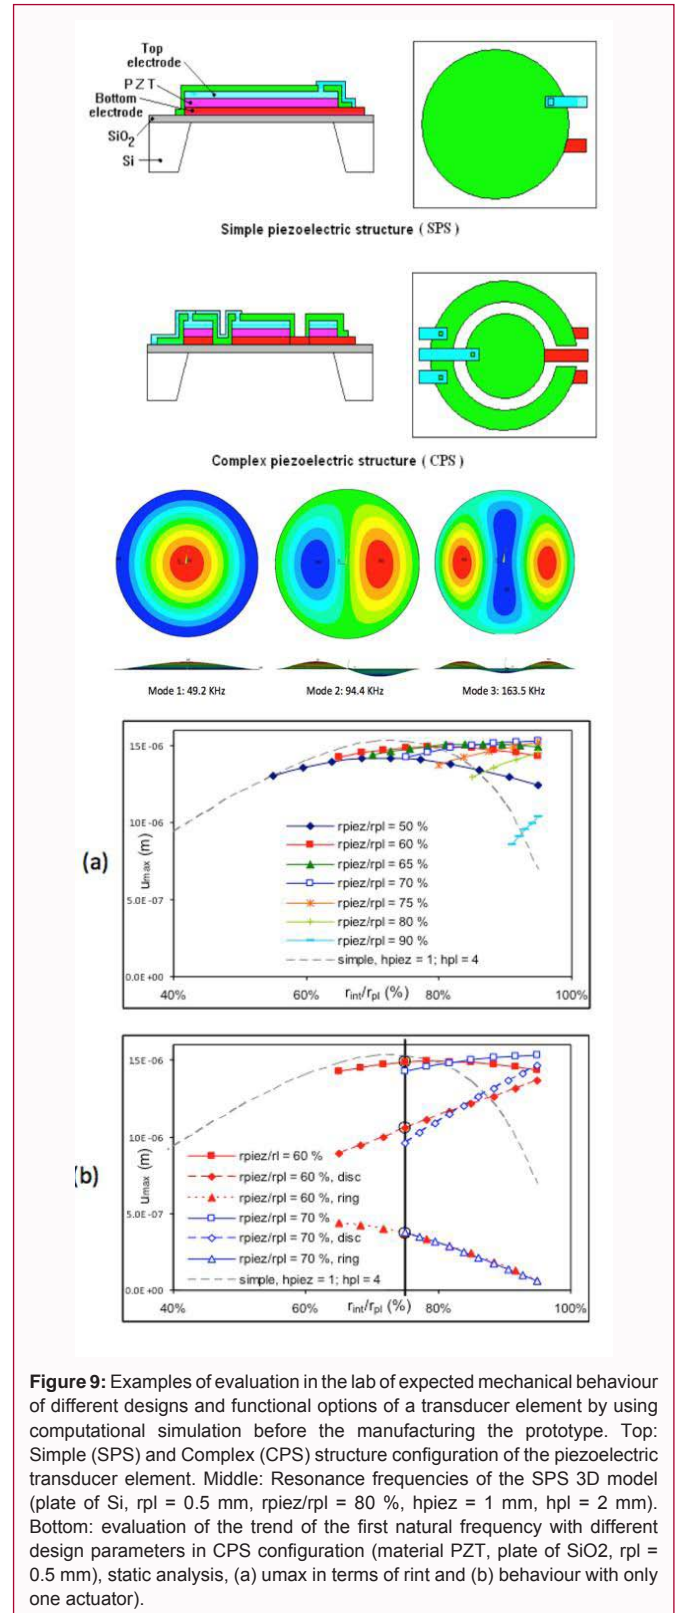 Top
electrode
PZT
Bottom
electrode
SiO2
Si
Simple piezoelectric structure ( SPS )
Complex piezoelectric structure ( CPS )
Mode 1: 49.2 KHz
Mode 2: 94.4 KHz
Mode 3: 163.5 KHz
(a)
umax (m)
15E-06
10E-06
5.0E-07
0.0E+00
rpiez/rpl = 50 %
rpiez/rpl = 60 %
rpiez/rpl = 65 %
rpiez/rpl = 70 %
rpiez/rpl = 75 %
rpiez/rpl = 80 %
rpiez/rpl = 90 %
simple, hpiez = 1; hpl = 4
40%
60%
rint/rpl (%)
80%
100%
(b)
umax (m)
15E-06
10E-06
5.0E-07
0.0E+00
rpiez/rl = 60 %
rpiez/rpl = 60 %, disc
rpiez/rpl = 60 %, ring
rpiez/rpl = 70 %
rpiez/rpl = 70 %, disc
rpiez/rpl = 70 %, ring
simple, hpiez = 1; hpl = 4
40%
60%
rint/rpl (%)
80%
100%
Figure 9: Examples of evaluation in the lab of expected mechanical behaviour
of different designs and functional options of a transducer element by using
computational simulation before the manufacturing the prototype. Top:
Simple (SPS) and Complex (CPS) structure configuration of the piezoelectric
transducer element. Middle: Resonance frequencies of the SPS 3D model
(plate of Si, rpl = 0.5 mm, rpiez/rpl = 80 %, hpiez = 1 mm, hpl = 2 mm).
Bottom: evaluation of the trend of the first natural frequency with different
design parameters in CPS configuration (material PZT, plate of SiO2, rpl =
0.5 mm), static analysis, (a) umax in terms of rint and (b) behaviour with only
one actuator).